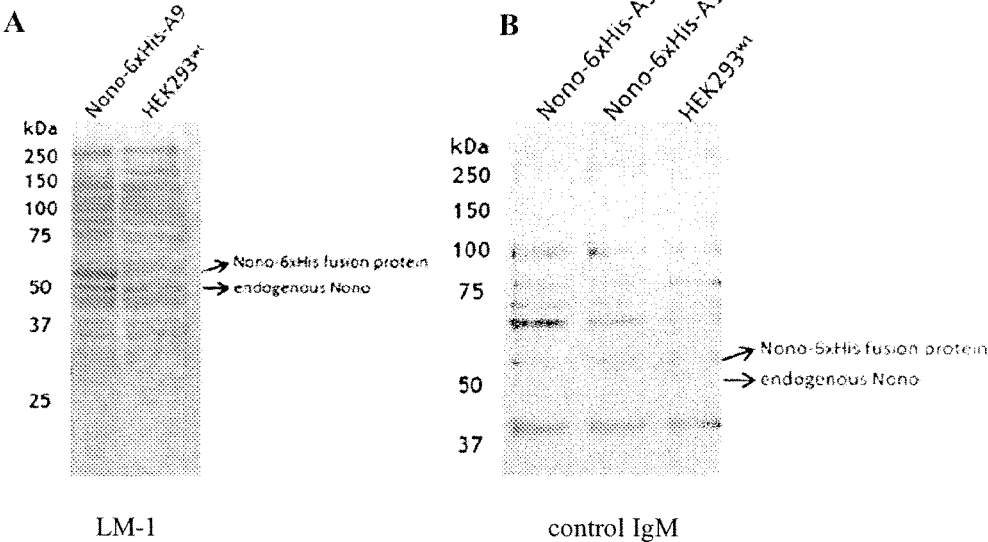 A
Nono-6xHis-A9
HEK293wt
kDa
250
150
100
75
50
37
25
Nono-6xHis fusion protein
endogenous Nono
LM-1
B
HEK293wt
kDa
250
150
100
75
50
37
Nono-6xHis fusion protein
endogenous Nono
control IgM